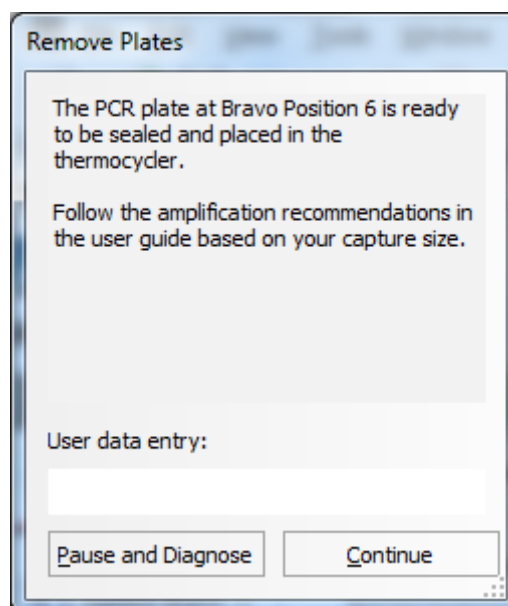 Remove Plates
The PCR plate at Bravo Position 6 is ready
to be sealed and placed in the
thermocycler.
Follow the amplification recommendations in
the user guide based on your capture size.
User data entry:
Pause and Diagnose
Continue